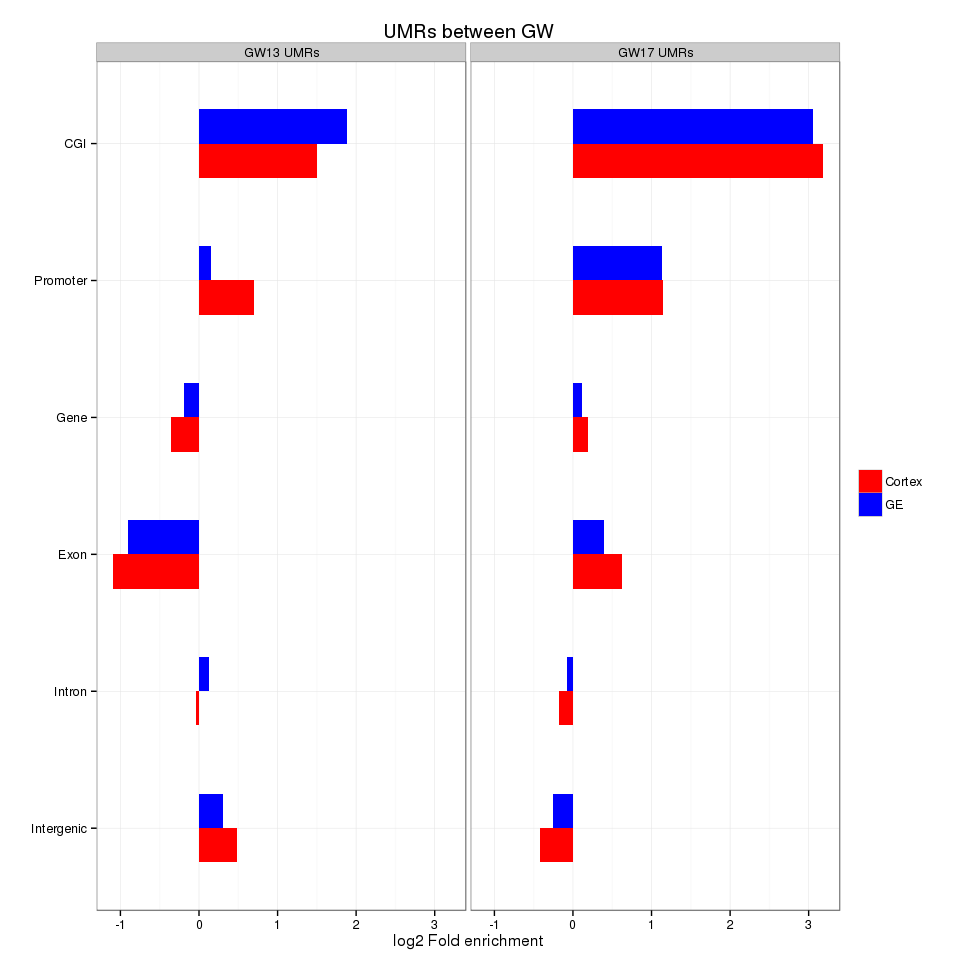 UMRs between GW
GW13 UMRs
GW17 UMRs
CGI
Promoter
Gene
Exon
Intron
Intergenic
Cortex
GE
-1 0 1 2 3
-1 0 1 2 3
log2 Fold enrichment